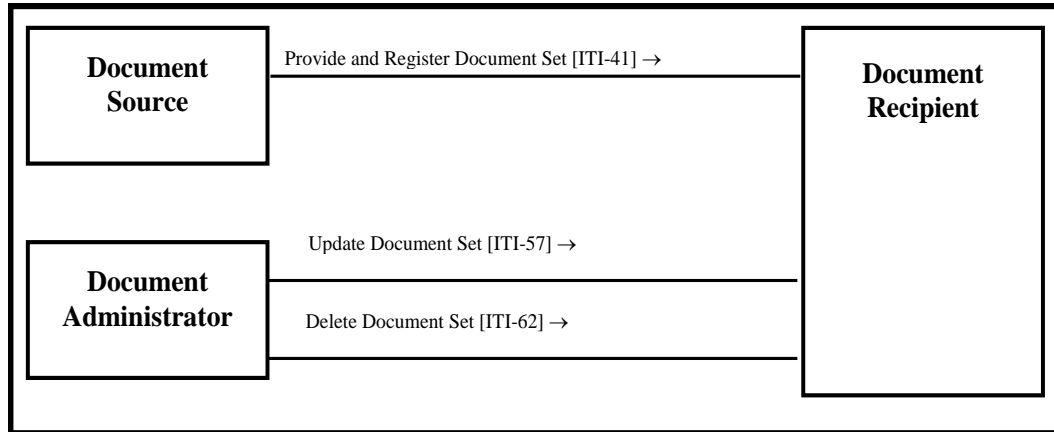 Document
Source
Provide and Register Document Set [ITI-41] →
Document
Recipient
Update Document Set [ITI-57] →
Document
Administrator
Delete Document Set [ITI-62] →